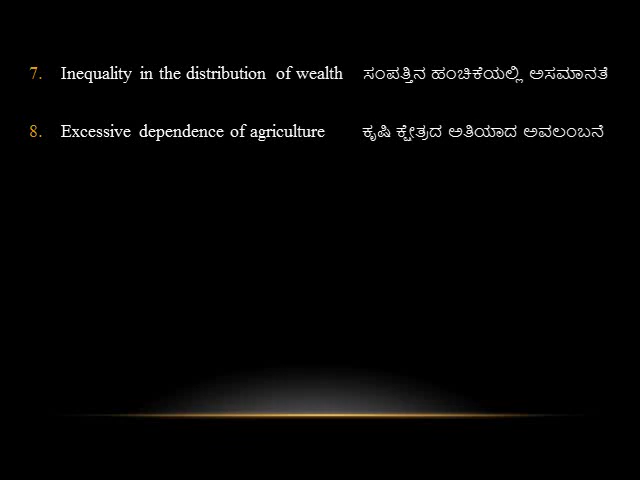 7. Inequality in the distribution of wealth ಸಂಪತ್ತಿನ ಹಂಚಿಕೆಯಲ್ಲಿ ಅಸಮಾನತೆ
8. Excessive dependence of agriculture ಕೃಷಿ ಕ್ಷೇತ್ರದ ಅತಿಯಾದ ಅವಲಂಬನೆ